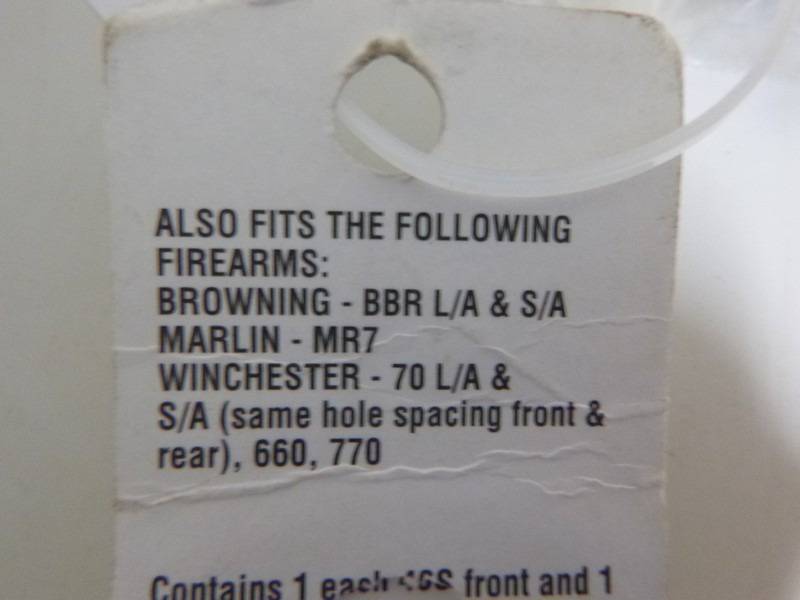 ALSO FITS THE FOLLOWING
FIREARMS:
BROWNING - BBR L/A & S/A
MARLIN - MR7
WINCHESTER - 70 L/A &
S/A (same hole spacing front &
rear), 660, 770
Contains 1 each front and 1